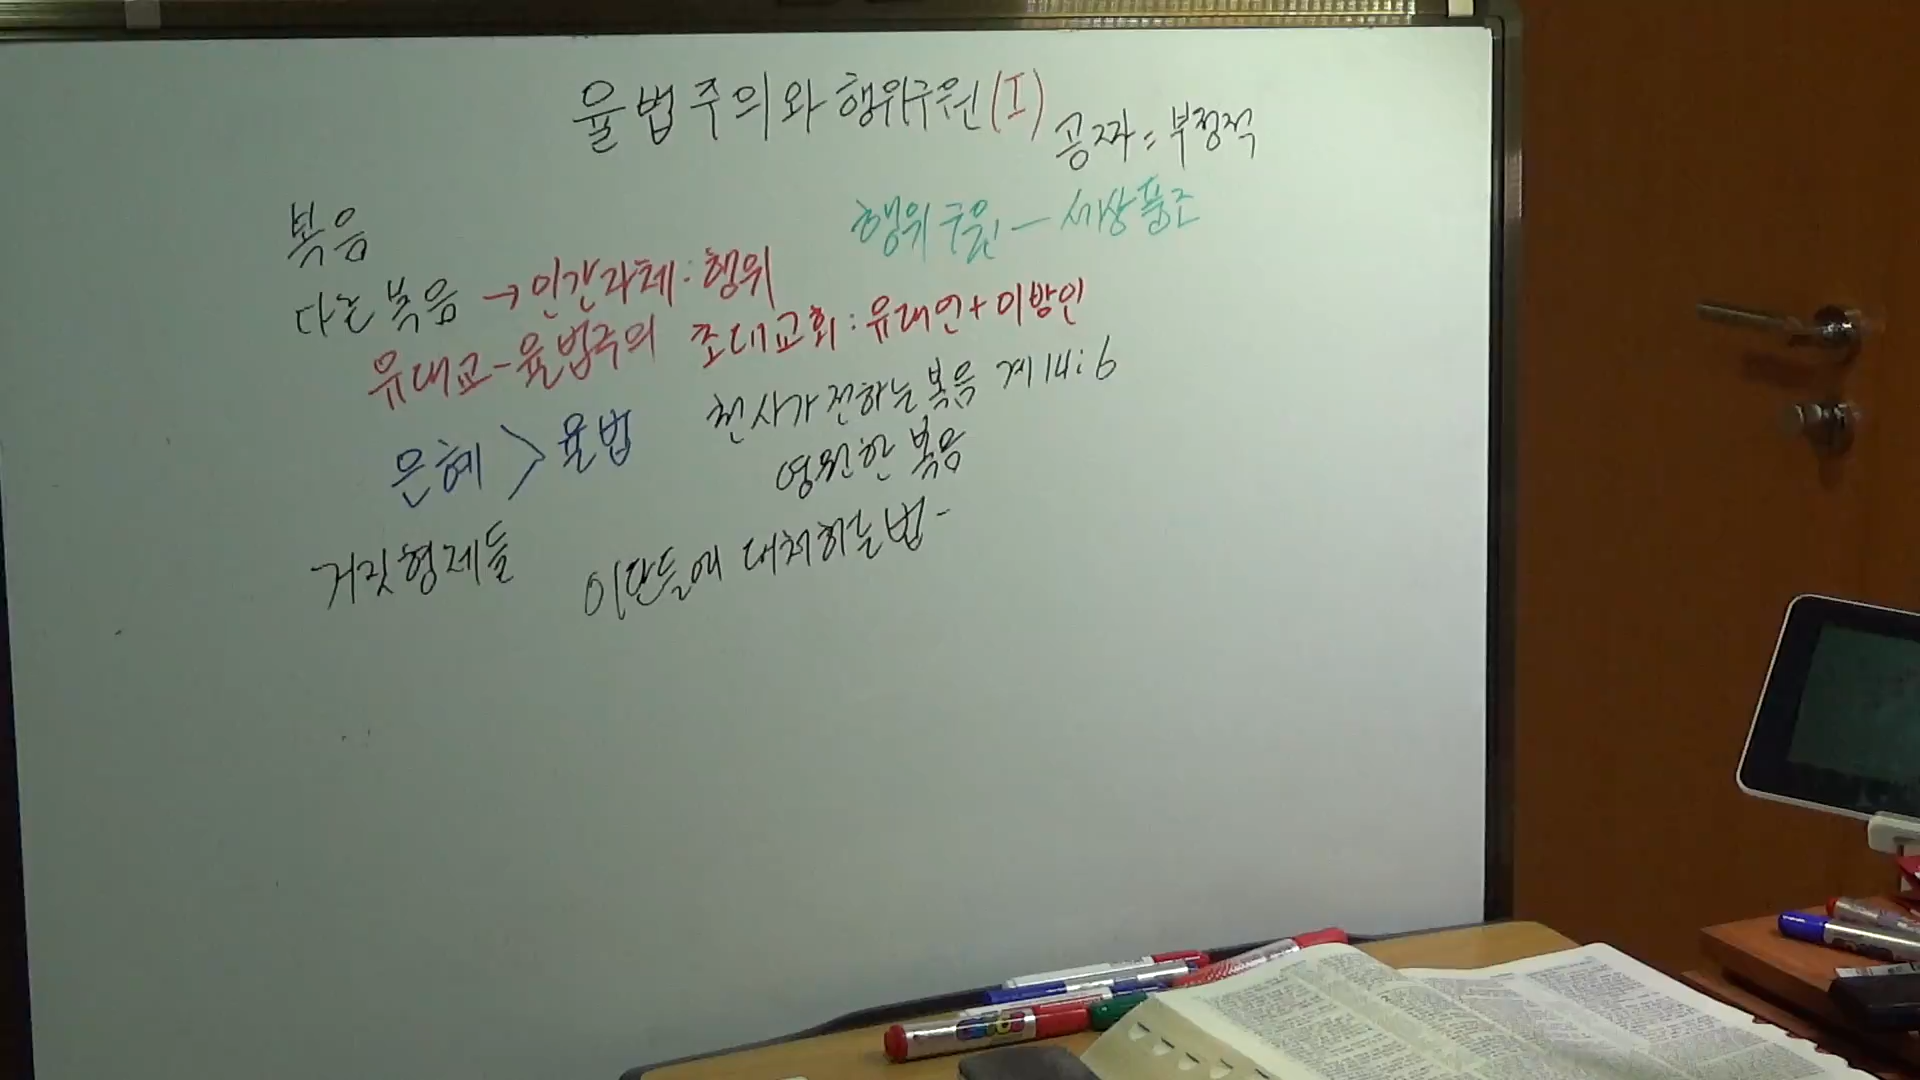 율법주의와 행위구원(I)
공짜 = 부정적
복음
행위구원 - 세상풍조
다른복음 → 인간자체: 행위
유대교-율법주의 초대교회: 유대인+이방인
은혜 > 율법
천사가 전하는 복음 계 14:6
영원한 복음
거짓형제들
이단들에 대처하는 법-